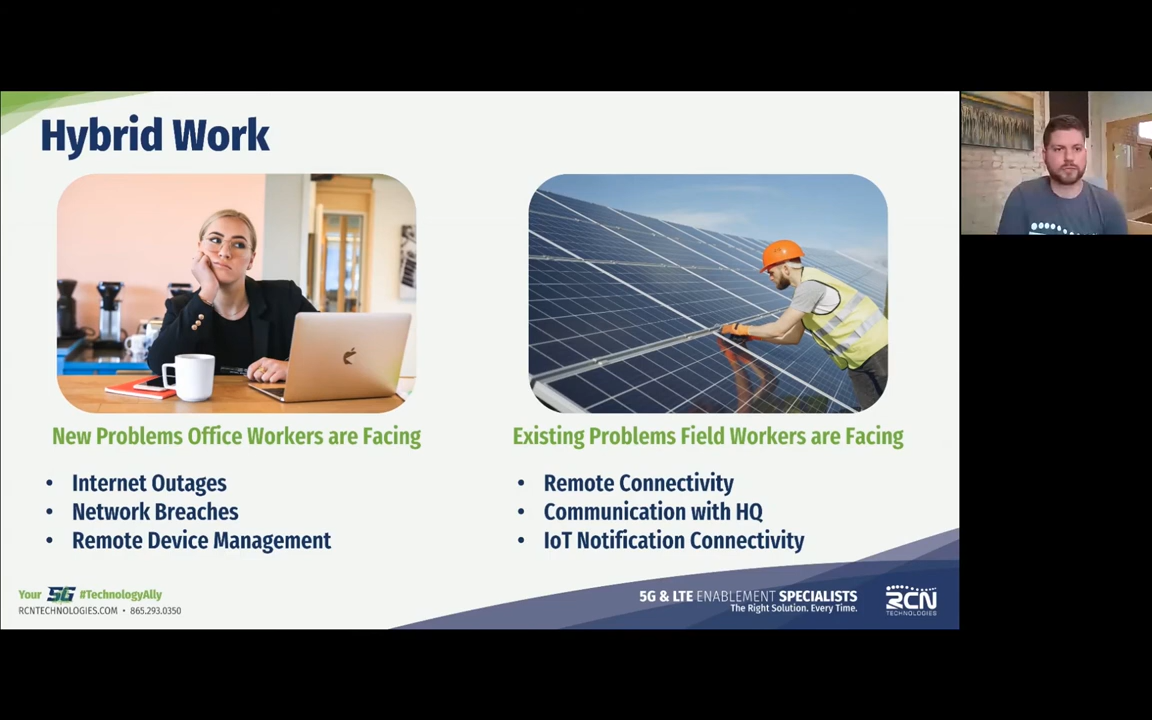 Hybrid Work
New Problems Office Workers are Facing
• Internet Outages
• Network Breaches
• Remote Device Management
Existing Problems Field Workers are Facing
• Remote Connectivity
• Communication with HQ
• IoT Notification Connectivity
Your 5G #TechnologyAlly
RCNTECHNOLOGIES.COM • 865.293.0350
5G & LTE ENABLEMENT SPECIALISTS
The Right Solution. Every Time.
RCN
TECHNOLOGIES